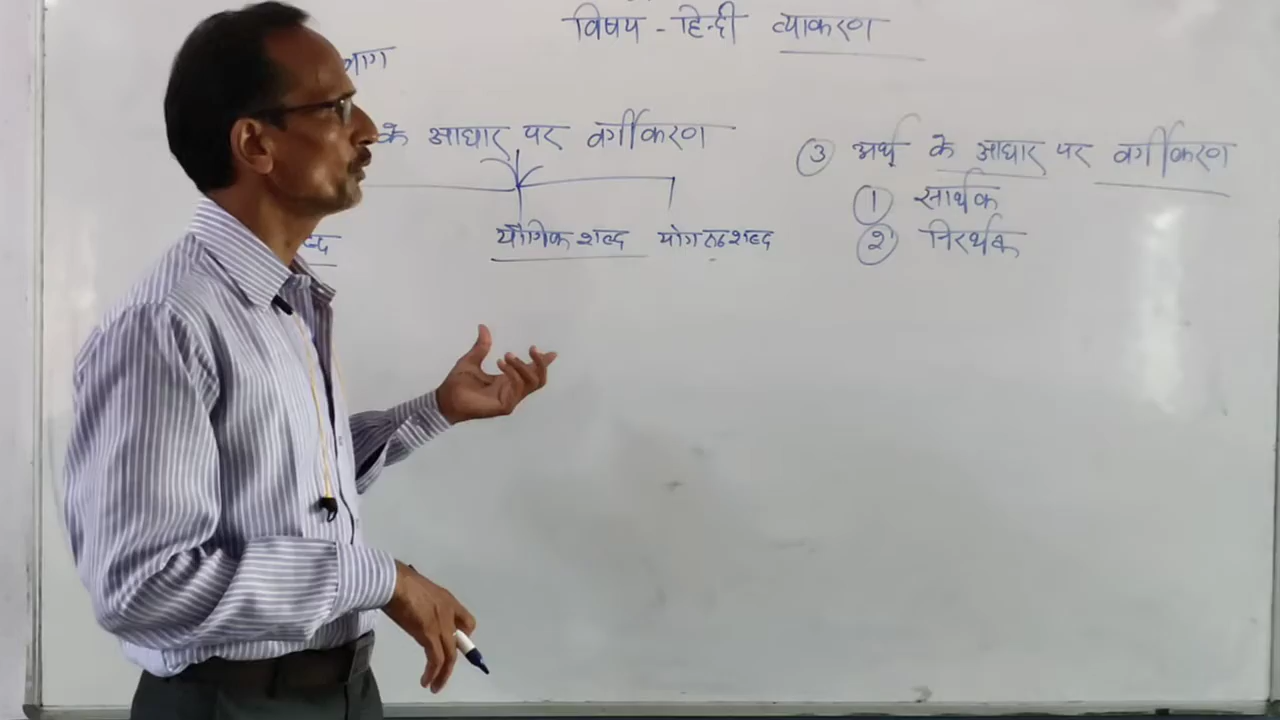 विषय - हिन्दी व्याकरण
भाग
के आधार पर वर्गीकरण
③ अर्थ के आधार पर वर्गीकरण
① सार्थक
यौगिक शब्द योगरुढ शब्द
② निरर्थक